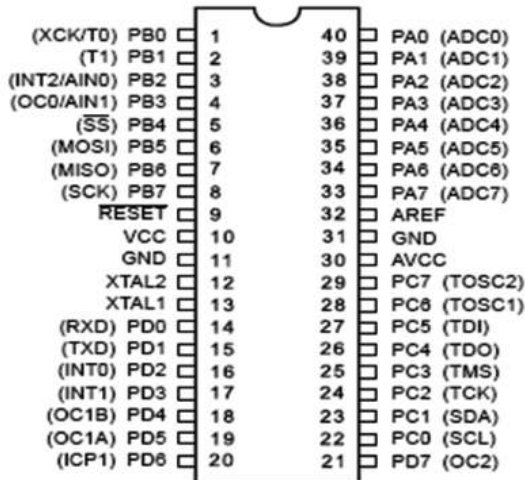 (XCK/T0) PB0 1 40 PA0 (ADC0)
(T1) PB1 2 39 PA1 (ADC1)
(INT2/AIN0) PB2 3 38 PA2 (ADC2)
(OC0/AIN1) PB3 4 37 PA3 (ADC3)
(SS) PB4 5 36 PA4 (ADC4)
(MOSI) PB5 6 35 PA5 (ADC5)
(MISO) PB6 7 34 PA6 (ADC6)
(SCK) PB7 8 33 PA7 (ADC7)
RESET 9 32 AREF
VCC 10 31 GND
GND 11 30 AVCC
XTAL2 12 29 PC7 (TOSC2)
XTAL1 13 28 PC6 (TOSC1)
(RXD) PD0 14 27 PC5 (TDI)
(TXD) PD1 15 26 PC4 (TDO)
(INT0) PD2 16 25 PC3 (TMS)
(INT1) PD3 17 24 PC2 (TCK)
(OC1B) PD4 18 23 PC1 (SDA)
(OC1A) PD5 19 22 PC0 (SCL)
(ICP1) PD6 20 21 PD7 (OC2)